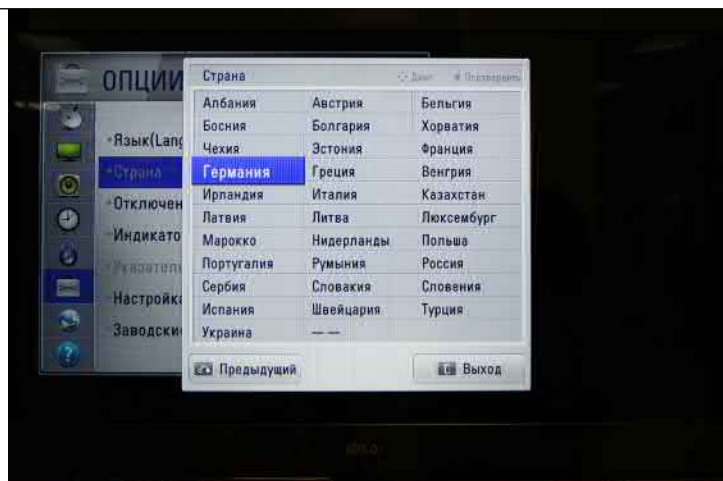 ОПЦИИ
Страна
Албания Австрия Бельгия
Босния Болгария Хорватия
Чехия Эстония Франция
Германия Греция Венгрия
Ирландия Италия Казахстан
Латвия Литва Люксембург
Марокко Нидерланды Польша
Португалия Румыния Россия
Сербия Словакия Словения
Испания Швейцария Турция
Украина — —
Предыдущий Выход
Язык(Lang
Страна
Отключен
Индикато
Указатель
Настройка
Заводски
?